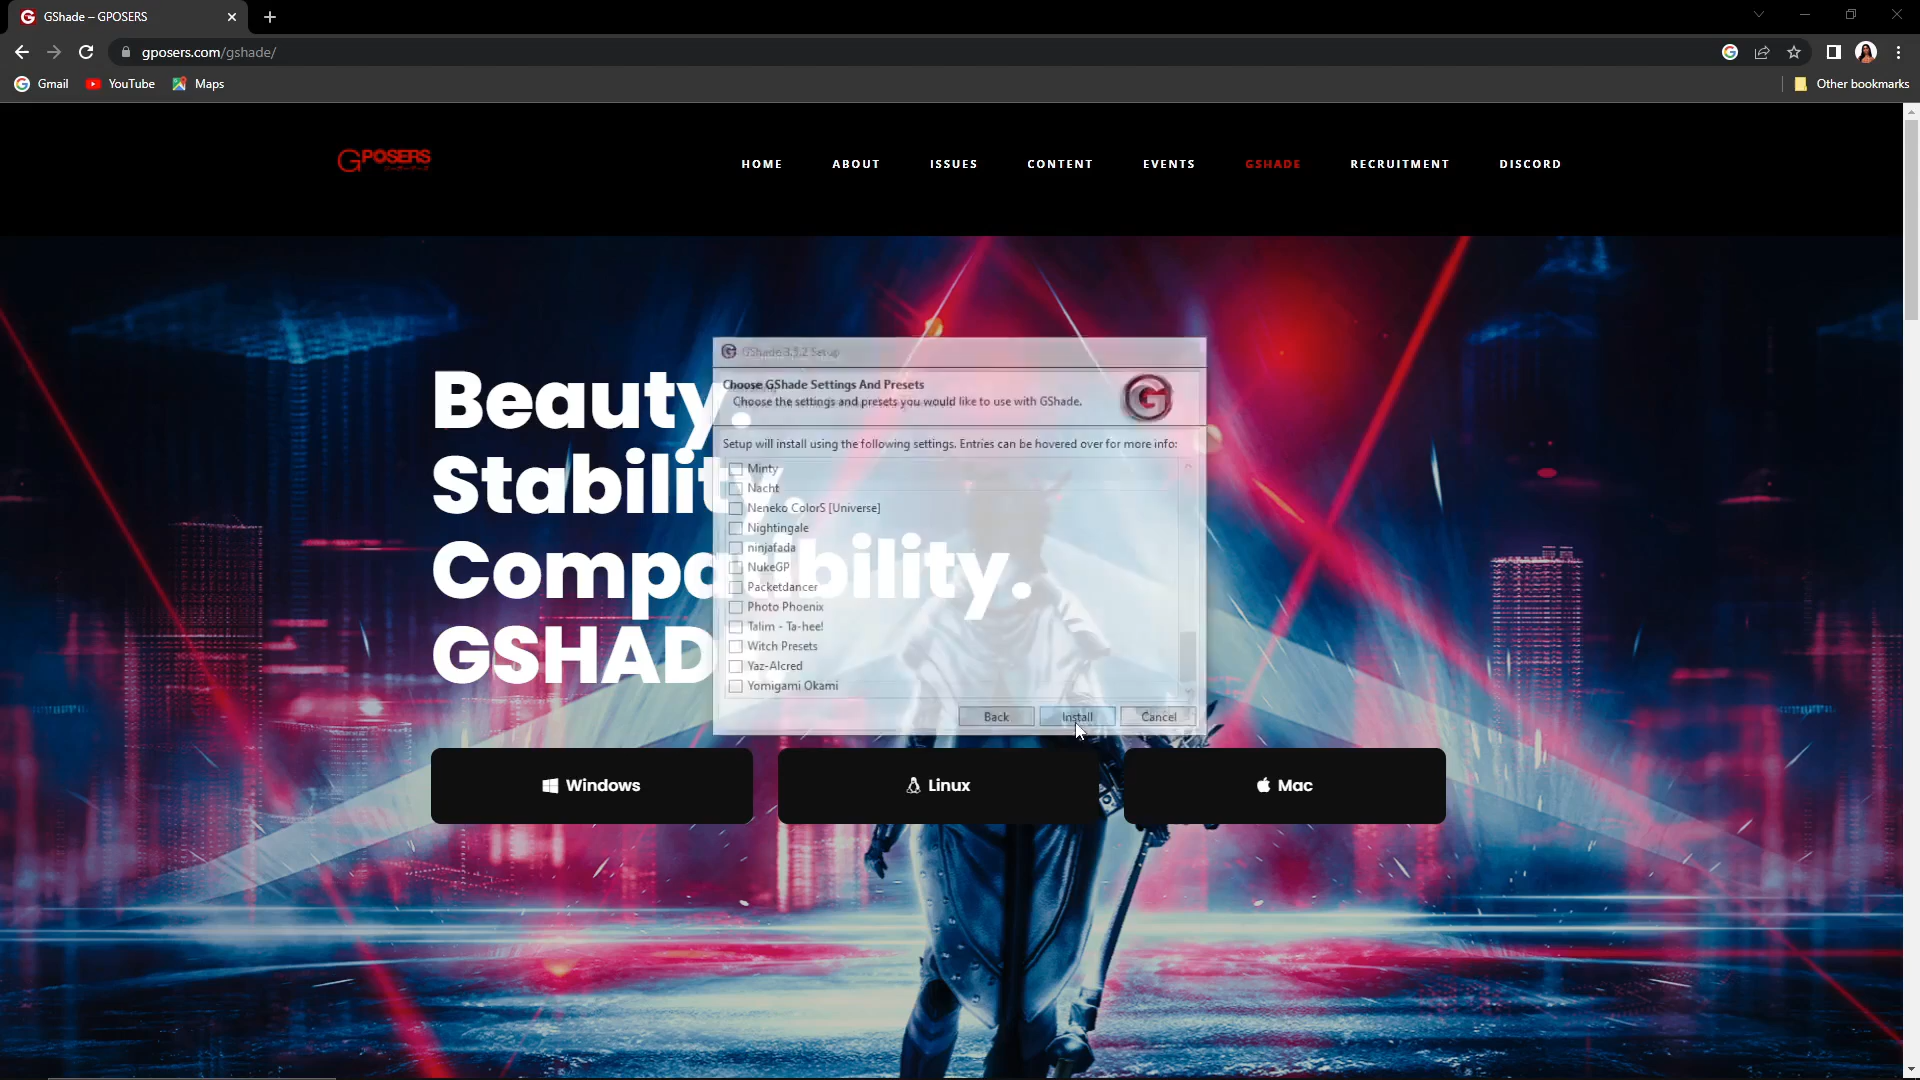 GShade – GPOSERS
gposers.com/gshade/
Gmail
YouTube
Maps
Other bookmarks
GPOSERS
HOME
ABOUT
ISSUES
CONTENT
EVENTS
GSHADE
RECRUITMENT
DISCORD
Beauty.
Stability.
Compatibility.
GSHAD
GShade 3.5.2 Setup
Choose GShade Settings And Presets
Choose the settings and presets you would like to use with GShade.
Setup will install using the following settings. Entries can be hovered over for more info:
Minty
Nacht
Neneko ColorS [Universe]
Nightingale
ninjafada
NukeGP
Packetdancer
Photo Phoenix
Talim - Ta-hee!
Witch Presets
Yaz-Alcred
Yomigami Okami
Back
Install
Cancel
Windows
Linux
Mac